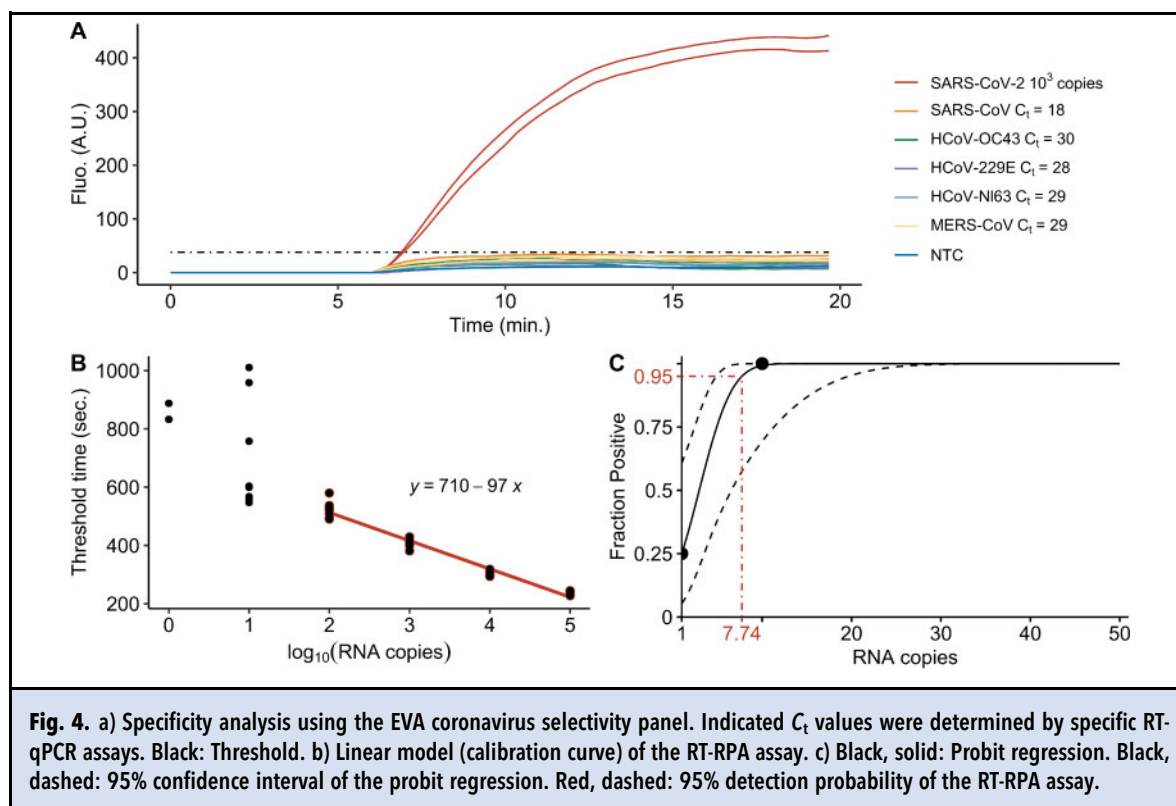 A
Fluo. (A.U.)
400
300
200
100
0
0 5 10 15 20
Time (min.)
SARS-CoV-2 10³ copies
SARS-CoV Cₜ = 18
HCoV-OC43 Cₜ = 30
HCoV-229E Cₜ = 28
HCoV-Nl63 Cₜ = 29
MERS-CoV Cₜ = 29
NTC
B
Threshold time (sec.)
1000
800
600
400
200
y = 710 – 97 x
0 1 2 3 4 5
log₁₀(RNA copies)
C
Fraction Positive
0.95
0.75
0.5
0.25
0
1 7.74 20 30 40 50
RNA copies
Fig. 4. a) Specificity analysis using the EVA coronavirus selectivity panel. Indicated Cₜ values were determined by specific RT-
qPCR assays. Black: Threshold. b) Linear model (calibration curve) of the RT-RPA assay. c) Black, solid: Probit regression. Black,
dashed: 95% confidence interval of the probit regression. Red, dashed: 95% detection probability of the RT-RPA assay.